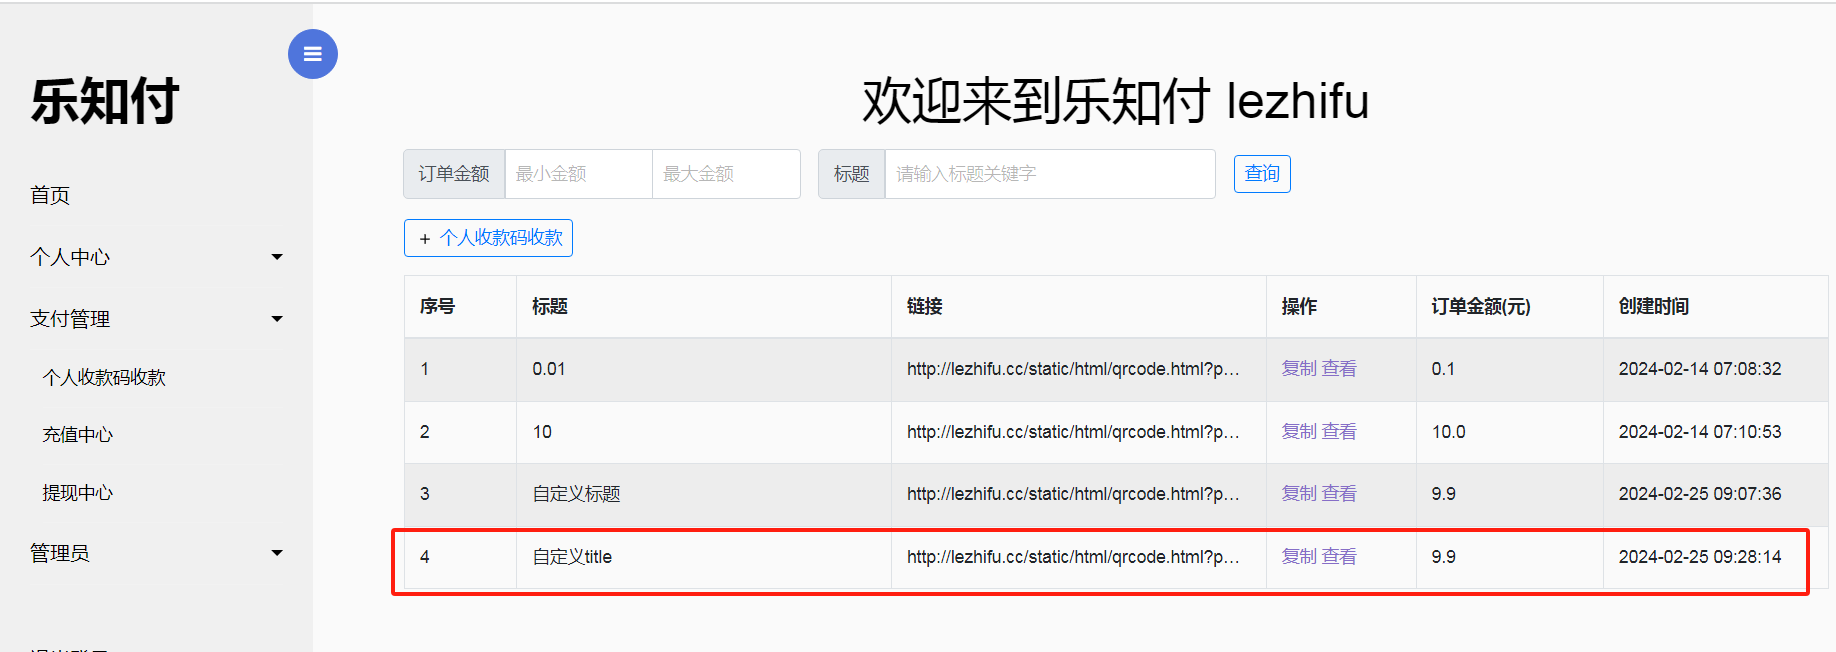 乐知付
首页
个人中心
支付管理
个人收款码收款
充值中心
提现中心
管理员
欢迎来到乐知付 lezhifu
订单金额 最小金额 最大金额 标题 请输入标题关键字 查询
+ 个人收款码收款
序号 标题 链接 操作 订单金额(元) 创建时间
1 0.01 http://lezhifu.cc/static/html/qrcode.html?p... 复制 查看 0.1 2024-02-14 07:08:32
2 10 http://lezhifu.cc/static/html/qrcode.html?p... 复制 查看 10.0 2024-02-14 07:10:53
3 自定义标题 http://lezhifu.cc/static/html/qrcode.html?p... 复制 查看 9.9 2024-02-25 09:07:36
4 自定义title http://lezhifu.cc/static/html/qrcode.html?p... 复制 查看 9.9 2024-02-25 09:28:14